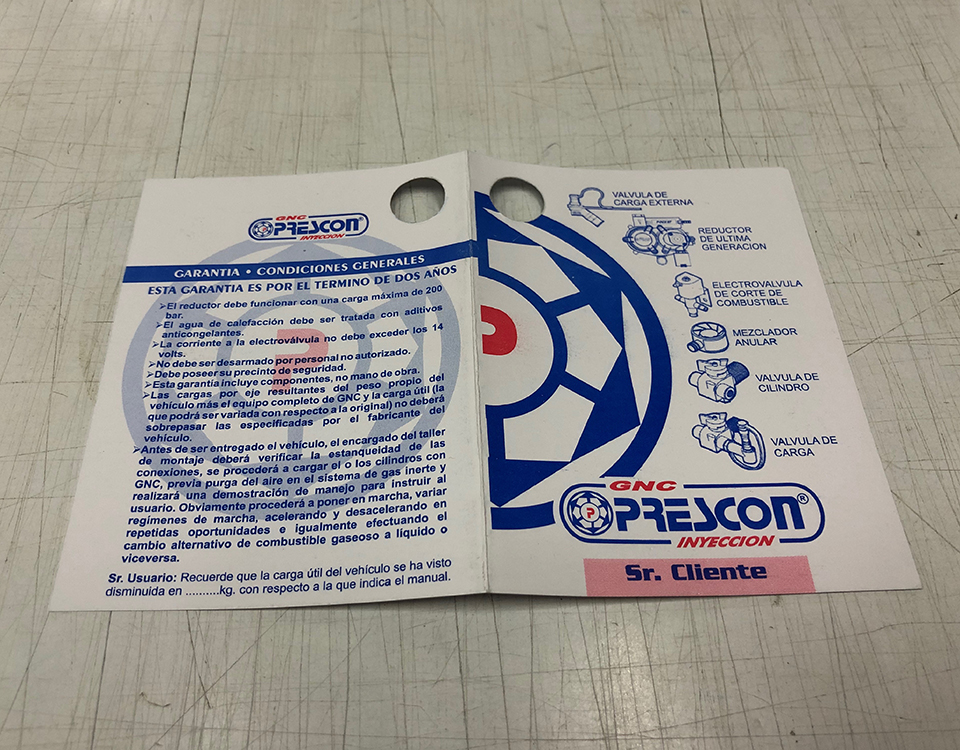 GNC
PRESCON®
INYECCION
GARANTIA • CONDICIONES GENERALES
ESTA GARANTIA ES POR EL TERMINO DE DOS AÑOS
➢El reductor debe funcionar con una carga máxima de 200
bar.
➢El agua de calefacción debe ser tratada con aditivos
anticongelantes.
➢La corriente a la electroválvula no debe exceder los 14
volts.
➢No debe ser desarmado por personal no autorizado.
➢Debe poseer su precinto de seguridad.
➢Esta garantía incluye componentes, no mano de obra.
➢Las cargas por eje resultantes del peso propio del
vehículo más el equipo completo de GNC y la carga útil (la
que podrá ser variada con respecto a la original) no deberá
sobrepasar las especificadas por el fabricante del
vehículo.
➢Antes de ser entregado el vehículo, el encargado del taller
de montaje deberá verificar la estanqueidad de las
conexiones, se procederá a cargar el o los cilindros con
GNC, previa purga del aire en el sistema de gas inerte y
realizará una demostración de manejo para instruir al
usuario. Obviamente procederá a poner en marcha, variar
regímenes de marcha, acelerando y desacelerando en
repetidas oportunidades e igualmente efectuando el
cambio alternativo de combustible gaseoso a líquido o
viceversa.
Sr. Usuario: Recuerde que la carga útil del vehículo se ha visto
disminuida en ..........kg. con respecto a la que indica el manual.
P
P
VALVULA DE
CARGA EXTERNA
REDUCTOR
DE ULTIMA
GENERACION
ELECTROVALVULA
DE CORTE DE
COMBUSTIBLE
MEZCLADOR
ANULAR
VALVULA DE
CILINDRO
VALVULA DE
CARGA
GNC
P PRESCON®
INYECCION
Sr. Cliente